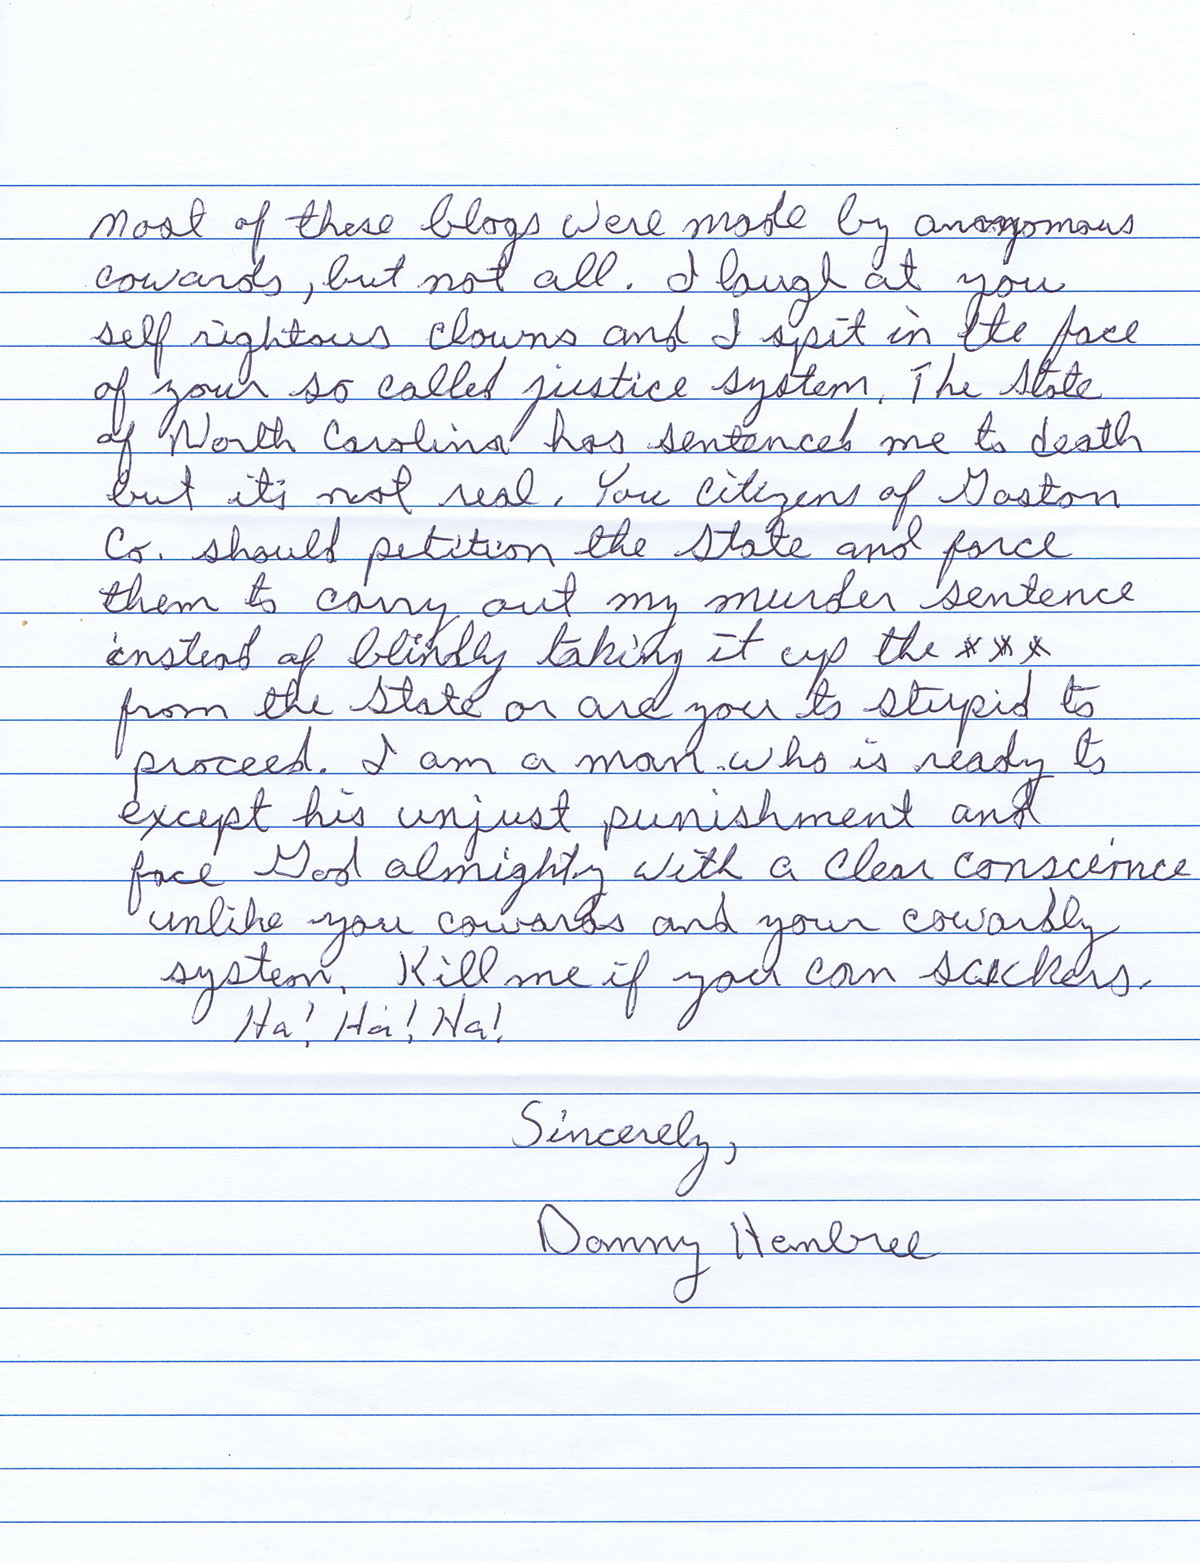 Most of these blogs were made by anonymous
cowards, but not all. I laugh at you
self rightous clowns and I spit in the face
of your so called justice system. The State
of North Carolina has sentenced me to death
but it's not real. You citizens of Gaston
Co. should petition the State and force
them to carry out my murder sentence
instead of blindly taking it up the ***
from the State or are you to stupid to
proceed. I am a man who is ready to
except his unjust punishment and
face God almighty with a clear conscience
unlike you cowards and your cowardly
system. Kill me if you can suckers.
Ha! Ha! Ha!
Sincerely,
Danny Hembree